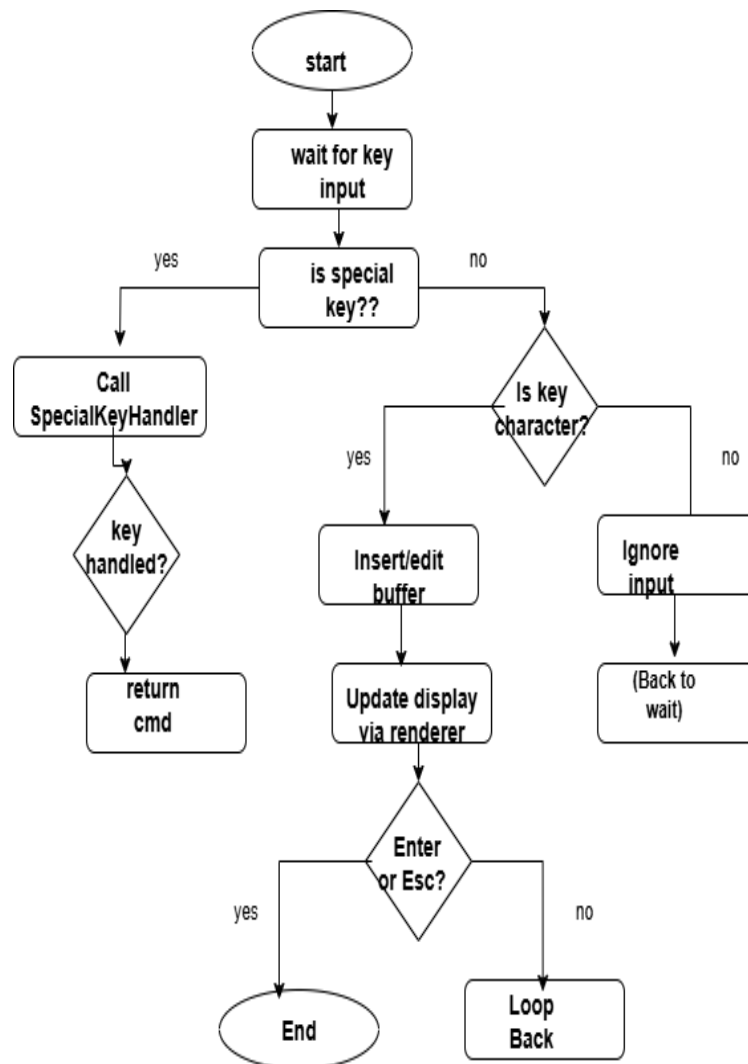 start
wait for key
input
yes
is special
key??
no
Call
SpecialKeyHandler
Is key
character?
yes
no
key
handled?
Insert/edit
buffer
Ignore
input
return
cmd
Update display
via renderer
(Back to
wait)
Enter
or Esc?
yes
no
End
Loop
Back